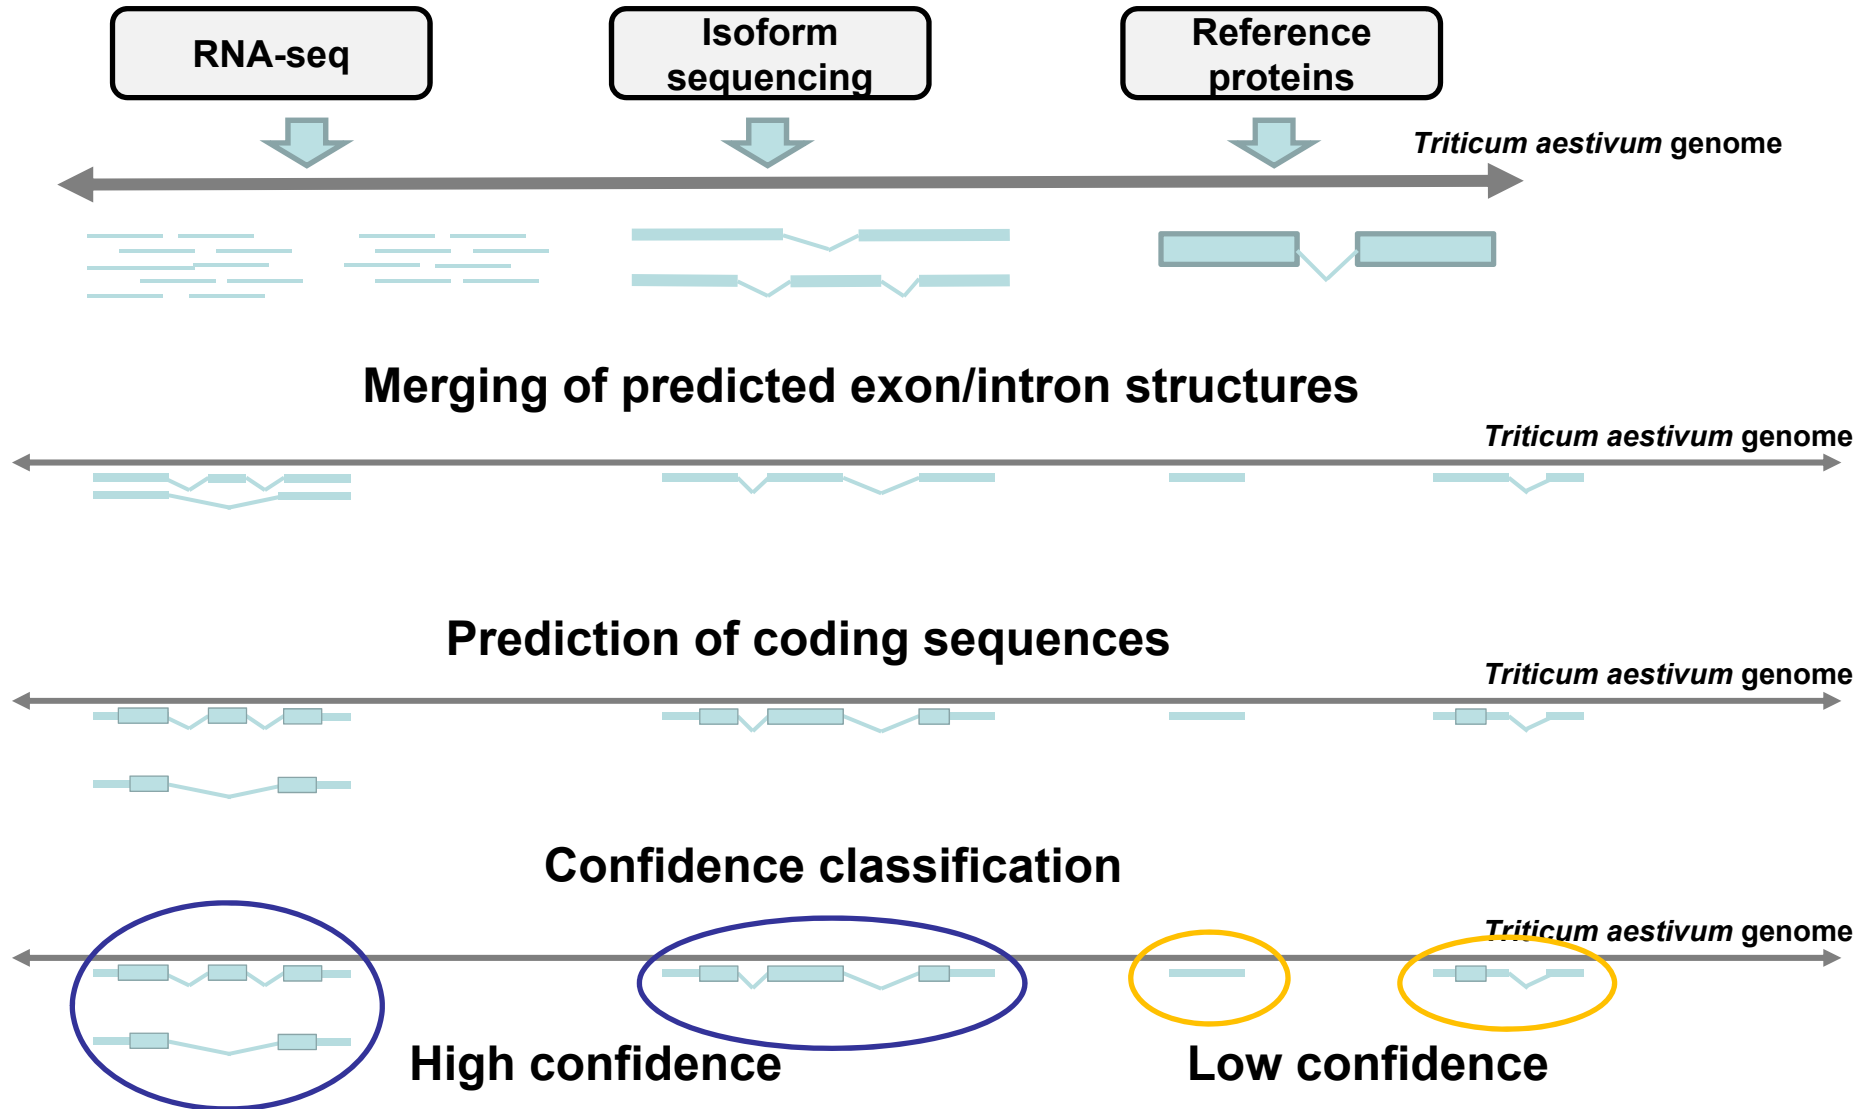 RNA-seq
Isoform
sequencing
Reference
proteins
Triticum aestivum genome
Merging of predicted exon/intron structures
Triticum aestivum genome
Prediction of coding sequences
Triticum aestivum genome
Confidence classification
Triticum aestivum genome
High confidence
Low confidence